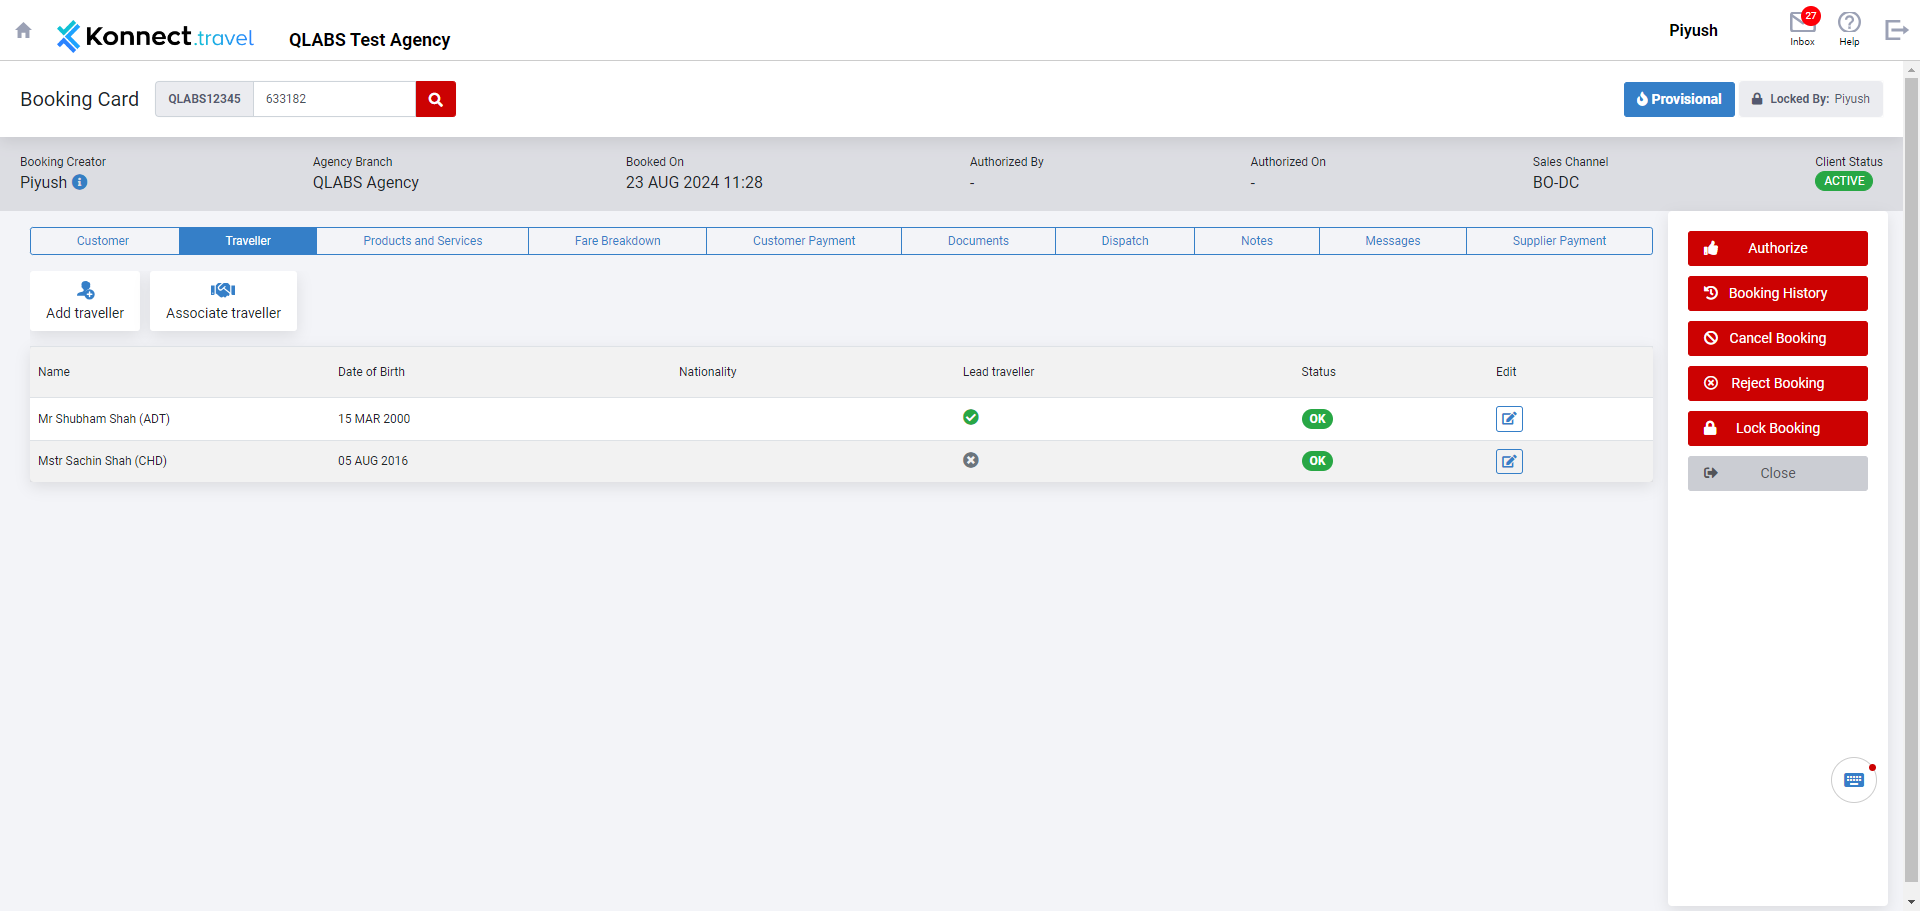 Konnect.travel
QLABS Test Agency
Piyush
27
Inbox
Help
Booking Card
QLABS12345
633182
Provisional
Locked By: Piyush
Booking Creator
Piyush
Agency Branch
QLABS Agency
Booked On
23 AUG 2024 11:28
Authorized By
-
Authorized On
-
Sales Channel
BO-DC
Client Status
ACTIVE
Customer
Traveller
Products and Services
Fare Breakdown
Customer Payment
Documents
Dispatch
Notes
Messages
Supplier Payment
Add traveller
Associate traveller
Name Date of Birth Nationality Lead traveller Status Edit
Mr Shubham Shah (ADT) 15 MAR 2000 OK
Mstr Sachin Shah (CHD) 05 AUG 2016 OK
Authorize
Booking History
Cancel Booking
Reject Booking
Lock Booking
Close